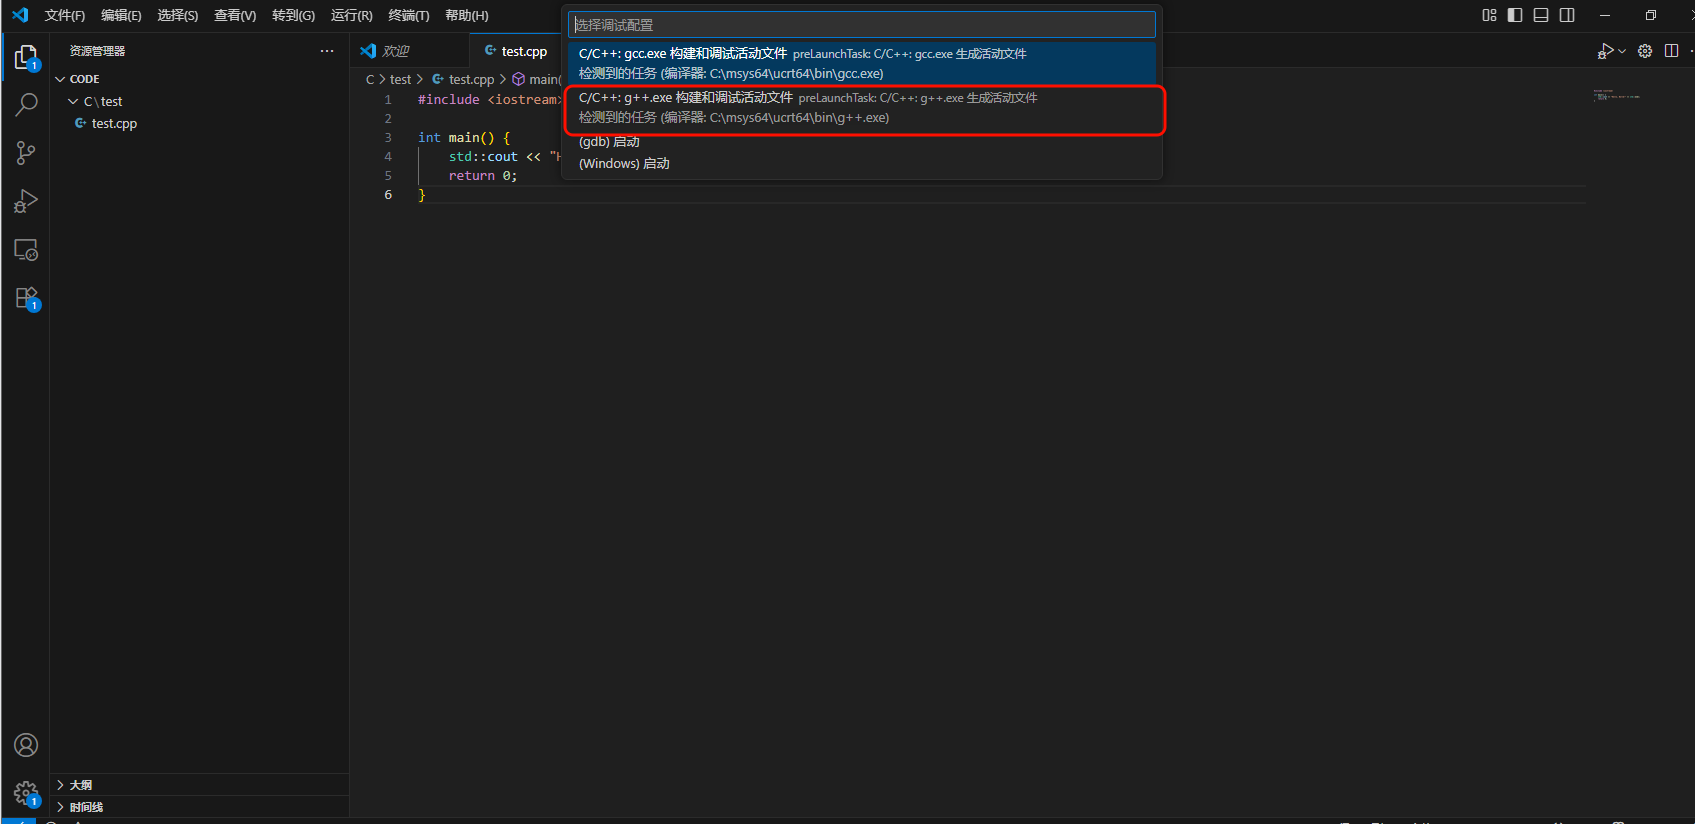 文件(F) 编辑(E) 选择(S) 查看(V) 转到(G) 运行(R) 终端(T) 帮助(H)
选择调试配置
C/C++: gcc.exe 构建和调试活动文件 preLaunchTask: C/C++: gcc.exe 生成活动文件
检测到的任务 (编译器: C:\msys64\ucrt64\bin\gcc.exe)
C/C++: g++.exe 构建和调试活动文件 preLaunchTask: C/C++: g++.exe 生成活动文件
检测到的任务 (编译器: C:\msys64\ucrt64\bin\g++.exe)
(gdb) 启动
(Windows) 启动
资源管理器
CODE
C \ test
test.cpp
大纲
时间线
1
1
1
欢迎
test.cpp
C > test > test.cpp > main(
1 #include <iostream>
2
3 int main() {
4 std::cout << "H
5 return 0;
6 }